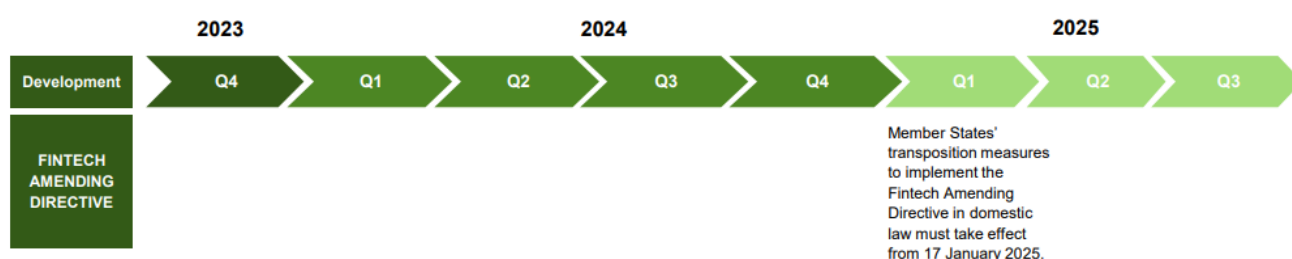 2023 2024 2025
Development Q4 Q1 Q2 Q3 Q4 Q1 Q2 Q3
FINTECH
AMENDING
DIRECTIVE
Member States'
transposition measures
to implement the
Fintech Amending
Directive in domestic
law must take effect
from 17 January 2025.